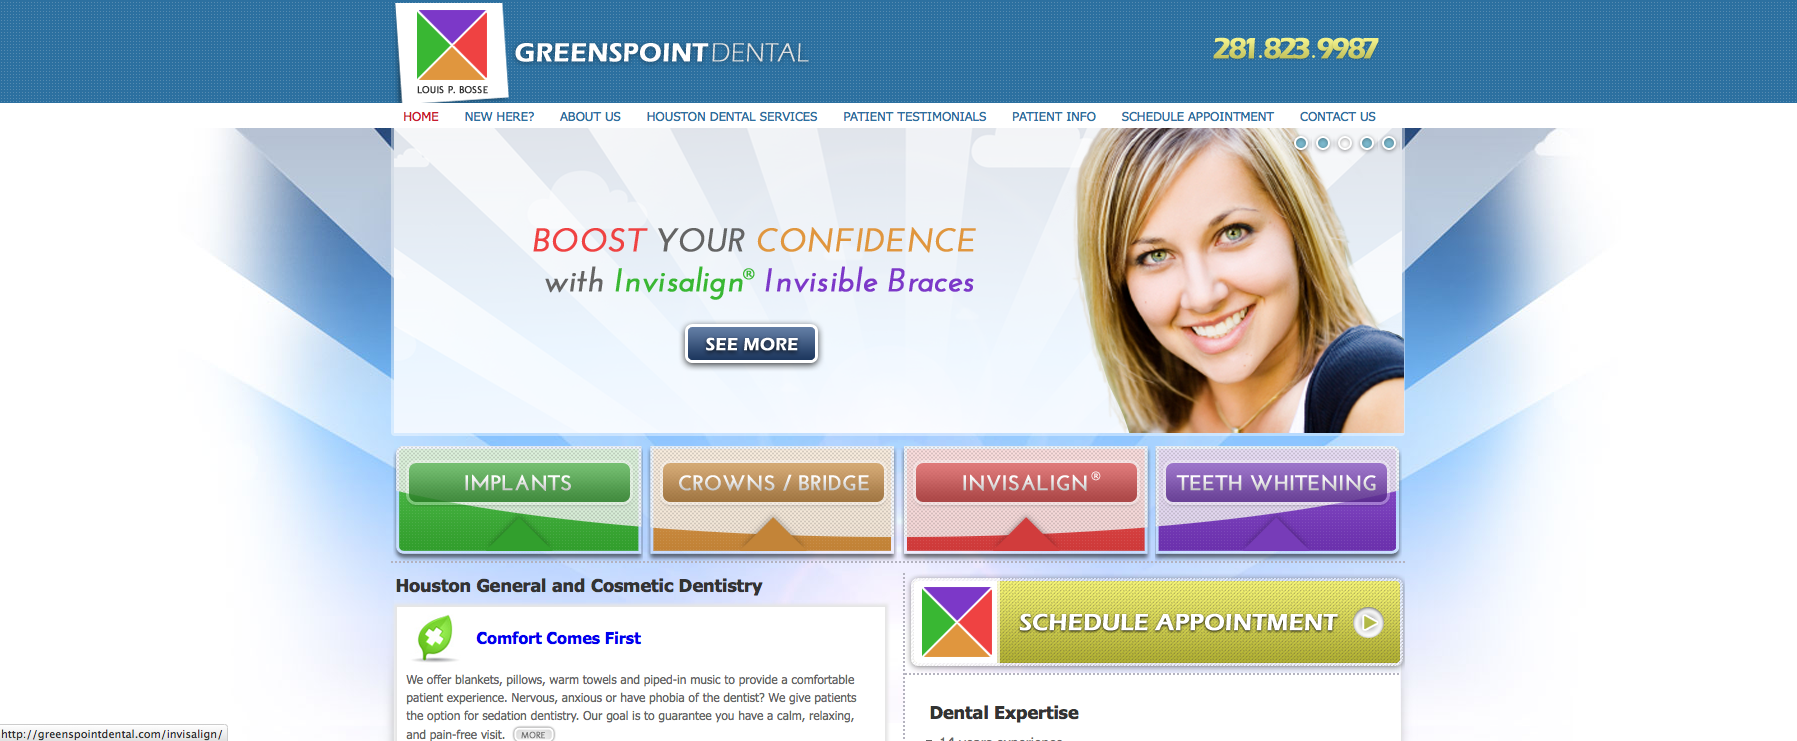 LOUIS P. BOSSE
GREENSPOINT DENTAL
281.823.9987
HOME NEW HERE? ABOUT US HOUSTON DENTAL SERVICES PATIENT TESTIMONIALS PATIENT INFO SCHEDULE APPOINTMENT CONTACT US
BOOST YOUR CONFIDENCE
with Invisalign® Invisible Braces
SEE MORE
IMPLANTS
CROWNS / BRIDGE
INVISALIGN®
TEETH WHITENING
Houston General and Cosmetic Dentistry
Comfort Comes First
We offer blankets, pillows, warm towels and piped-in music to provide a comfortable
patient experience. Nervous, anxious or have phobia of the dentist? We give patients
the option for sedation dentistry. Our goal is to guarantee you have a calm, relaxing,
and pain-free visit. MORE
SCHEDULE APPOINTMENT
Dental Expertise
14 years experience
http://greenspointdental.com/invisalign/